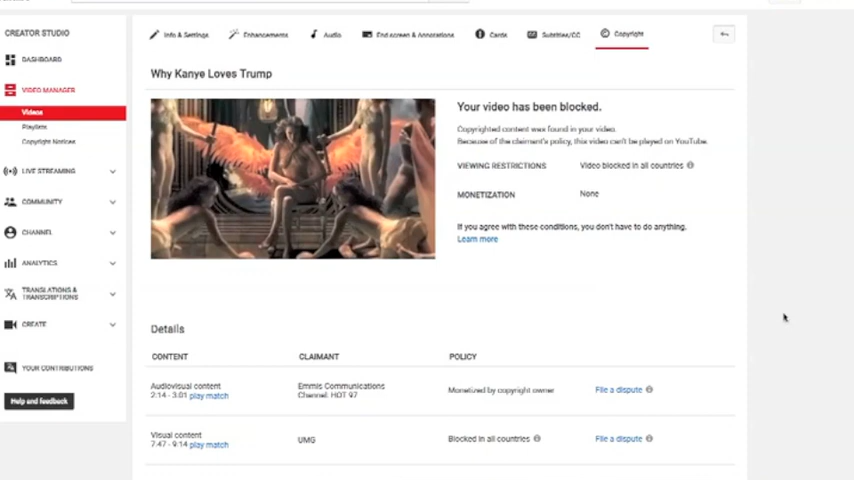 CREATOR STUDIO
Info & Settings
Enhancements
Audio
End screen & Annotations
Cards
Subtitles/CC
Copyright
DASHBOARD
VIDEO MANAGER
Videos
Playlists
Copyright Notices
LIVE STREAMING
COMMUNITY
CHANNEL
ANALYTICS
TRANSLATIONS &
TRANSCRIPTIONS
CREATE
YOUR CONTRIBUTIONS
Help and feedback
Why Kanye Loves Trump
Your video has been blocked.
Copyrighted content was found in your video.
Because of the claimant's policy, this video can't be played on YouTube.
VIEWING RESTRICTIONS Video blocked in all countries
MONETIZATION None
If you agree with these conditions, you don't have to do anything.
Learn more
Details
CONTENT CLAIMANT POLICY
Audiovisual content Emmis Communications Monetized by copyright owner File a dispute
2:14 - 3:01 play match Channel: HOT 97
Visual content UMG Blocked in all countries File a dispute
7:47 - 9:14 play match